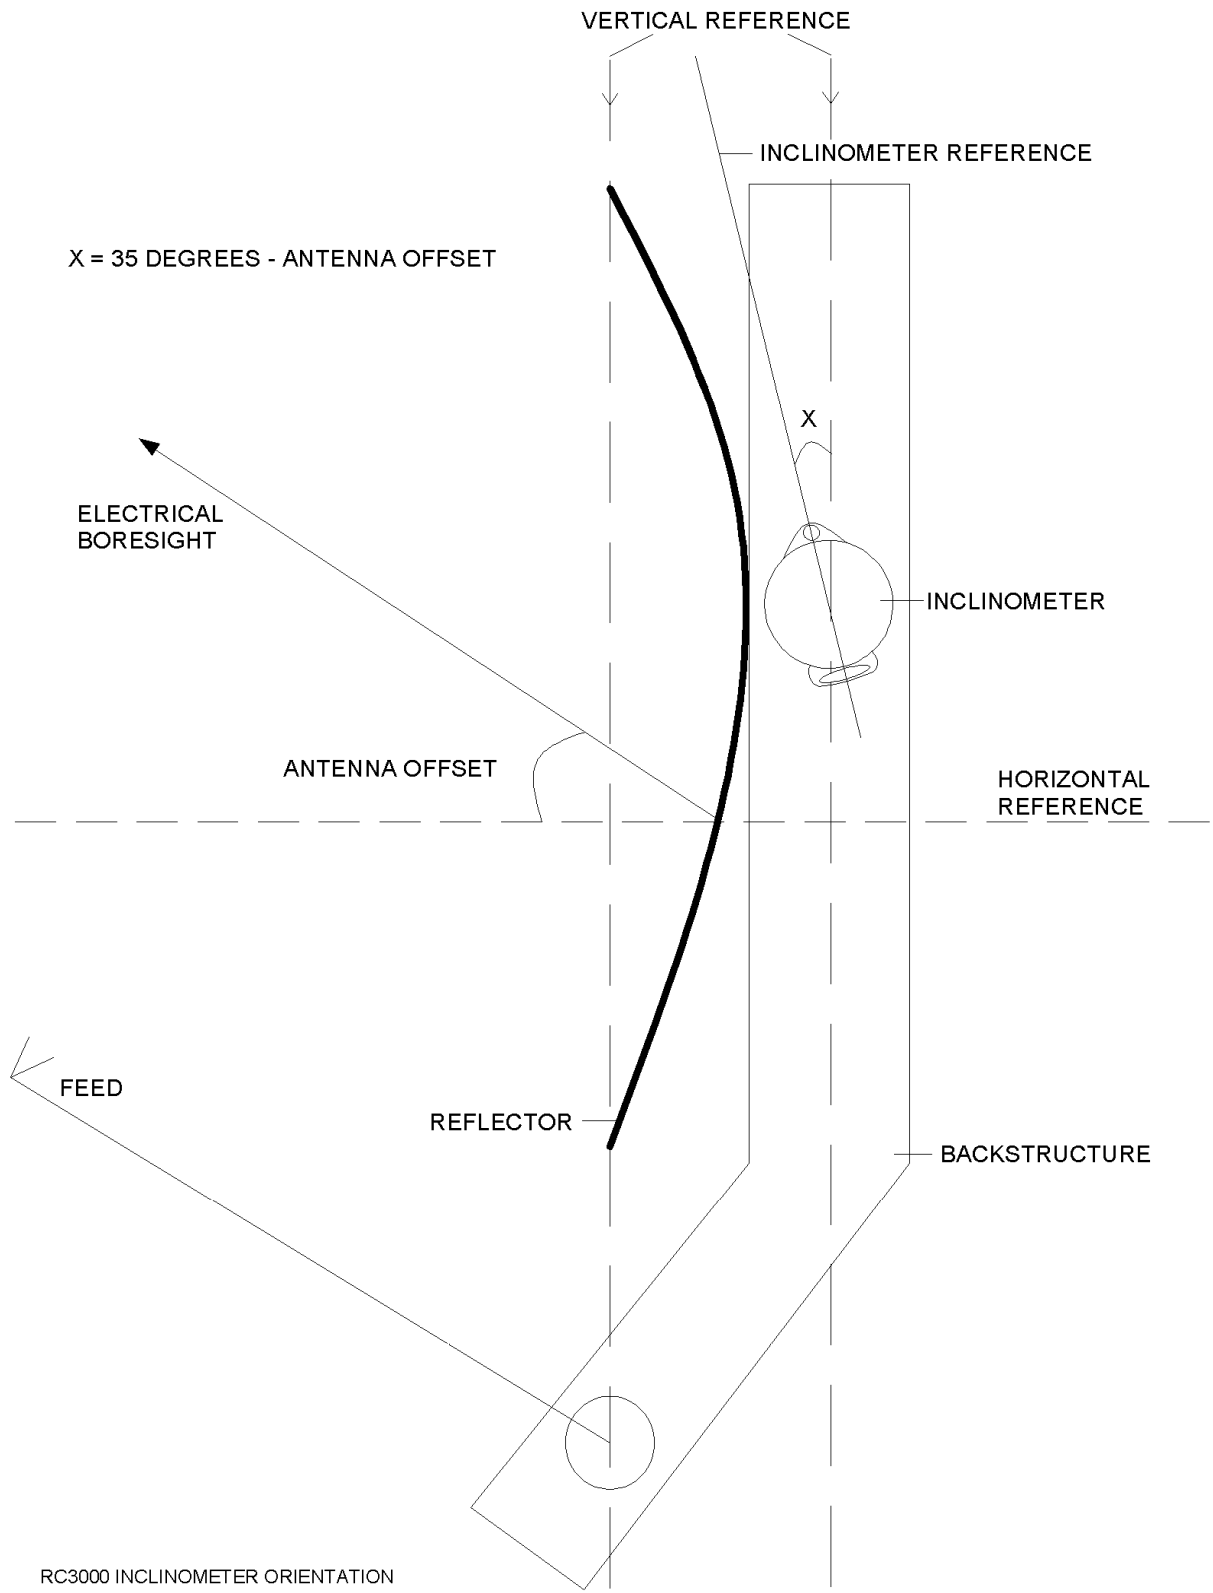 VERTICAL REFERENCE
INCLINOMETER REFERENCE
X = 35 DEGREES - ANTENNA OFFSET
X
ELECTRICAL
BORESIGHT
INCLINOMETER
ANTENNA OFFSET
HORIZONTAL
REFERENCE
FEED
REFLECTOR
BACKSTRUCTURE
RC3000 INCLINOMETER ORIENTATION